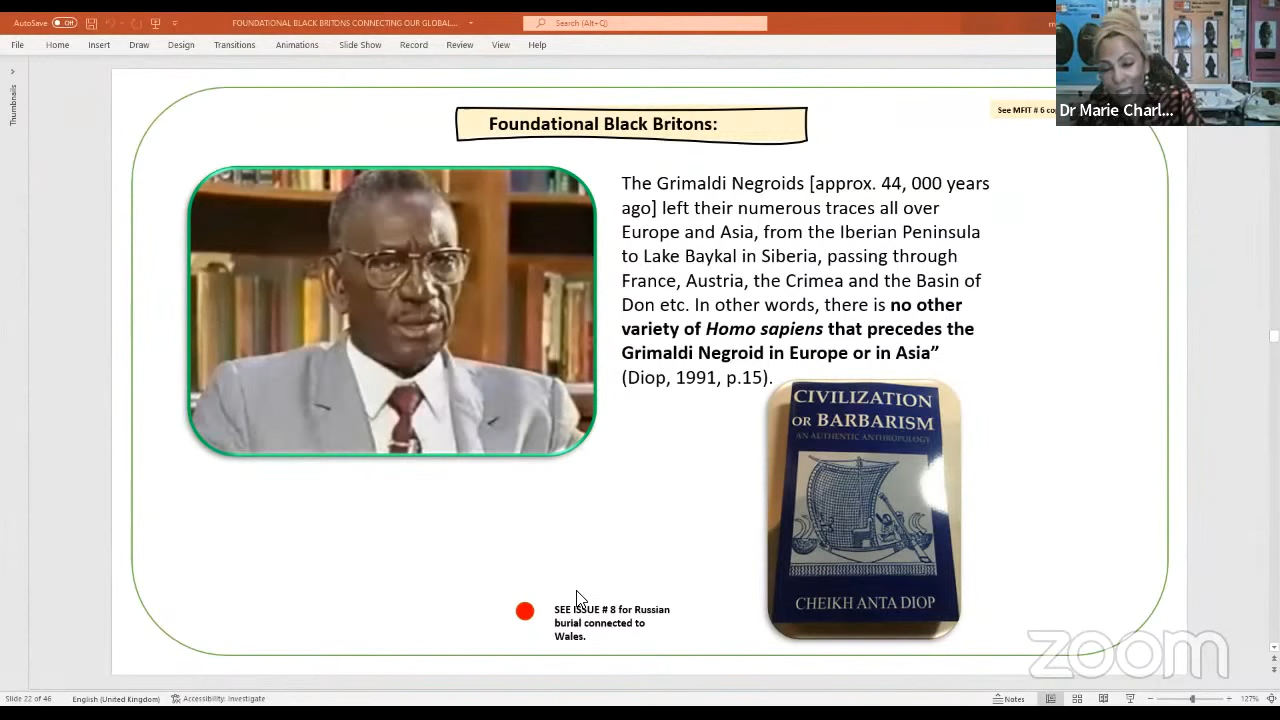 AutoSave Off
FOUNDATIONAL BLACK BRITONS CONNECTING OUR GLOBAL...
Search (Alt+Q)
File Home Insert Draw Design Transitions Animations Slide Show Record Review View Help
Thumbnails
Dr Marie Charl...
See MFIT # 6
Foundational Black Britons:
The Grimaldi Negroids [approx. 44, 000 years
ago] left their numerous traces all over
Europe and Asia, from the Iberian Peninsula
to Lake Baykal in Siberia, passing through
France, Austria, the Crimea and the Basin of
Don etc. In other words, there is no other
variety of Homo sapiens that precedes the
Grimaldi Negroid in Europe or in Asia”
(Diop, 1991, p.15).
CIVILIZATION
OR BARBARISM
AN AUTHENTIC ANTHROPOLOGY
CHEIKH ANTA DIOP
SEE ISSUE # 8 for Russian
burial connected to
Wales.
zoom
Slide 22 of 46 English (United Kingdom) Accessibility: Investigate Notes 127%